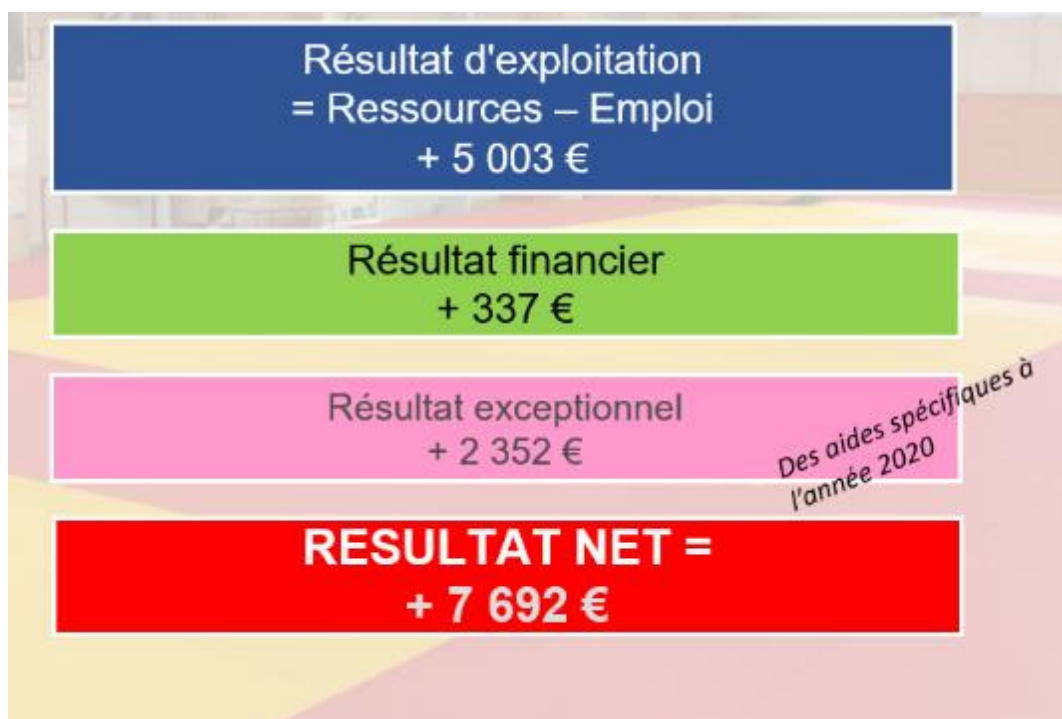 Résultat d'exploitation
= Ressources – Emploi
+ 5 003 €
Résultat financier
+ 337 €
Résultat exceptionnel
+ 2 352 €
Des aides spécifiques à
l'année 2020
RESULTAT NET =
+ 7 692 €